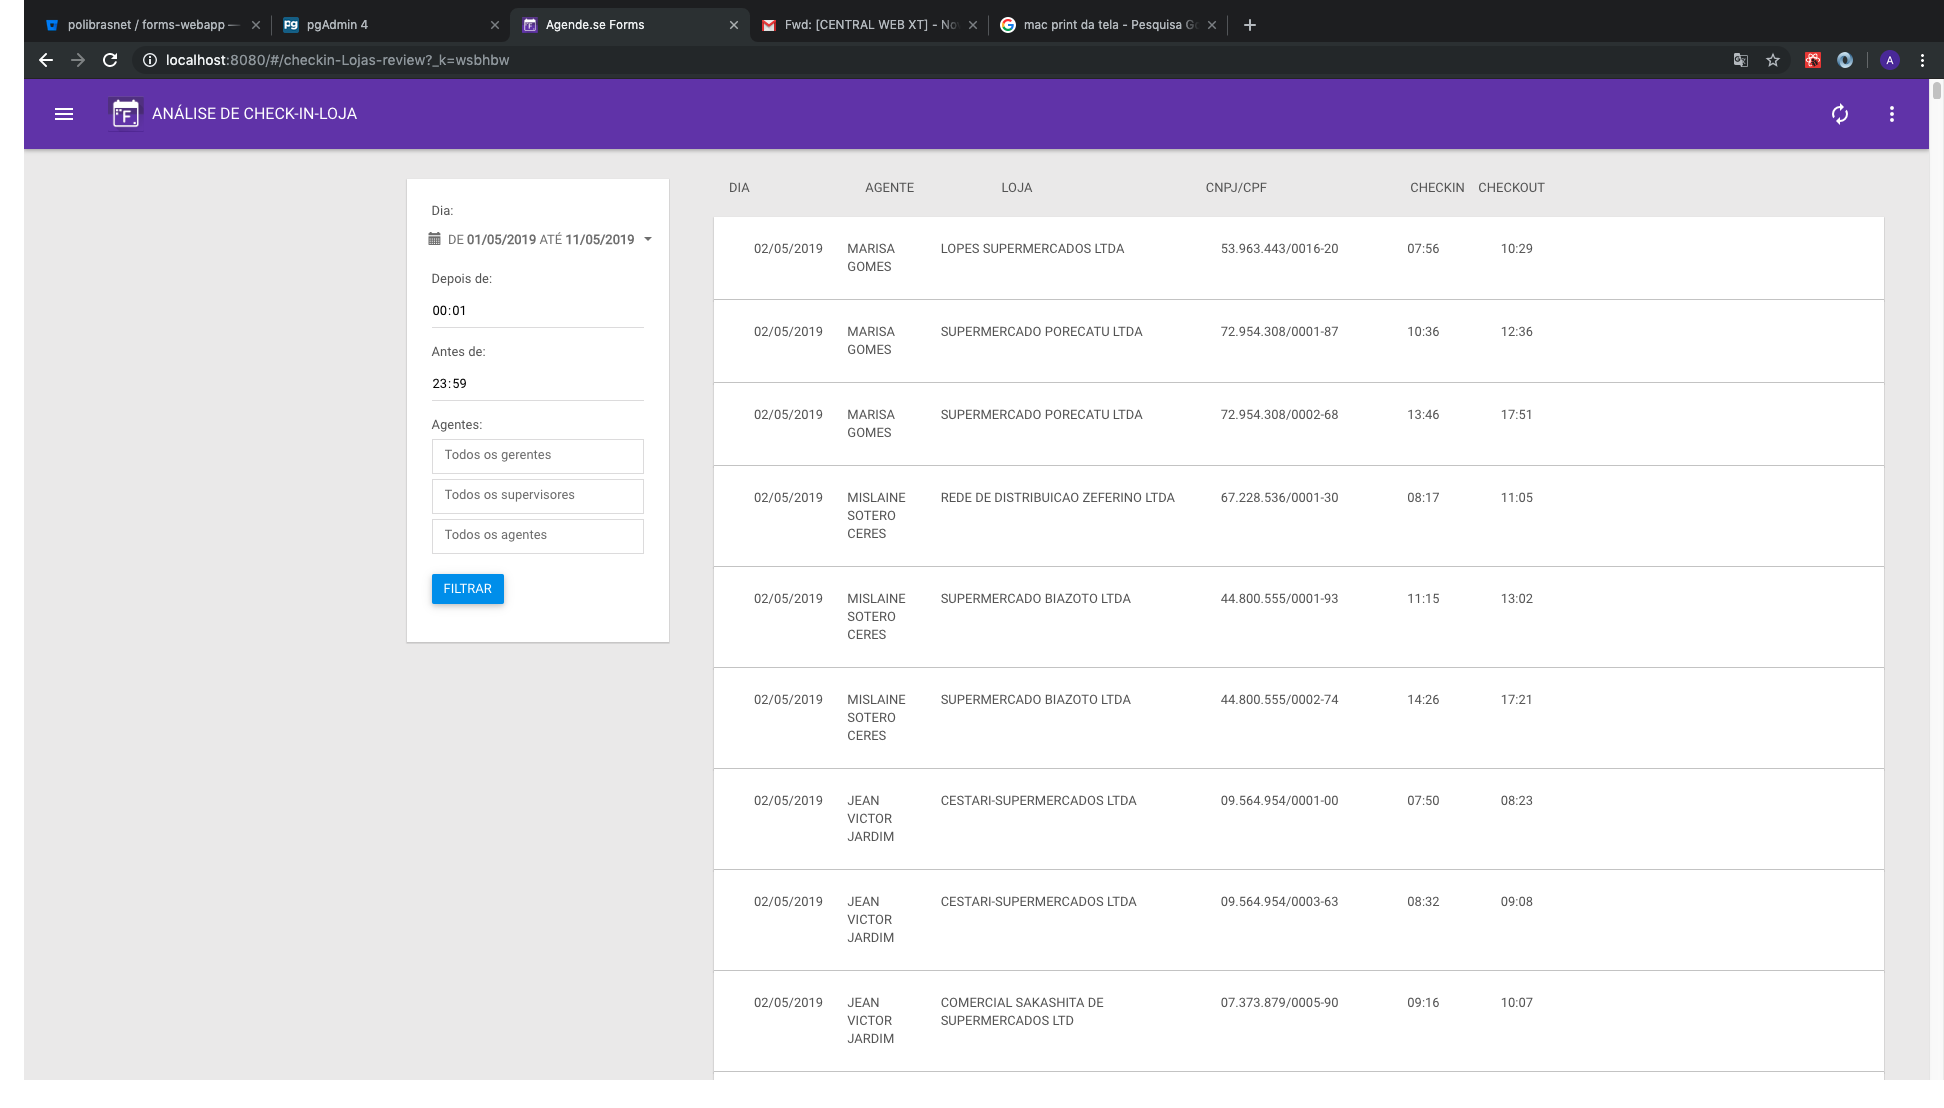 polibrasnet / forms-webapp —
pgAdmin 4
Agende.se Forms
Fwd: [CENTRAL WEB XT] - No
mac print da tela - Pesquisa Go
localhost:8080/#/checkin-Lojas-review?_k=wsbhbw
A
F
ANÁLISE DE CHECK-IN-LOJA
Dia:
DE 01/05/2019 ATÉ 11/05/2019
Depois de:
00:01
Antes de:
23:59
Agentes:
Todos os gerentes
Todos os supervisores
Todos os agentes
FILTRAR
DIA AGENTE LOJA CNPJ/CPF CHECKIN CHECKOUT
02/05/2019 MARISA LOPES SUPERMERCADOS LTDA 53.963.443/0016-20 07:56 10:29
GOMES
02/05/2019 MARISA SUPERMERCADO PORECATU LTDA 72.954.308/0001-87 10:36 12:36
GOMES
02/05/2019 MARISA SUPERMERCADO PORECATU LTDA 72.954.308/0002-68 13:46 17:51
GOMES
02/05/2019 MISLAINE REDE DE DISTRIBUICAO ZEFERINO LTDA 67.228.536/0001-30 08:17 11:05
SOTERO
CERES
02/05/2019 MISLAINE SUPERMERCADO BIAZOTO LTDA 44.800.555/0001-93 11:15 13:02
SOTERO
CERES
02/05/2019 MISLAINE SUPERMERCADO BIAZOTO LTDA 44.800.555/0002-74 14:26 17:21
SOTERO
CERES
02/05/2019 JEAN CESTARI-SUPERMERCADOS LTDA 09.564.954/0001-00 07:50 08:23
VICTOR
JARDIM
02/05/2019 JEAN CESTARI-SUPERMERCADOS LTDA 09.564.954/0003-63 08:32 09:08
VICTOR
JARDIM
02/05/2019 JEAN COMERCIAL SAKASHITA DE 07.373.879/0005-90 09:16 10:07
VICTOR SUPERMERCADOS LTD
JARDIM